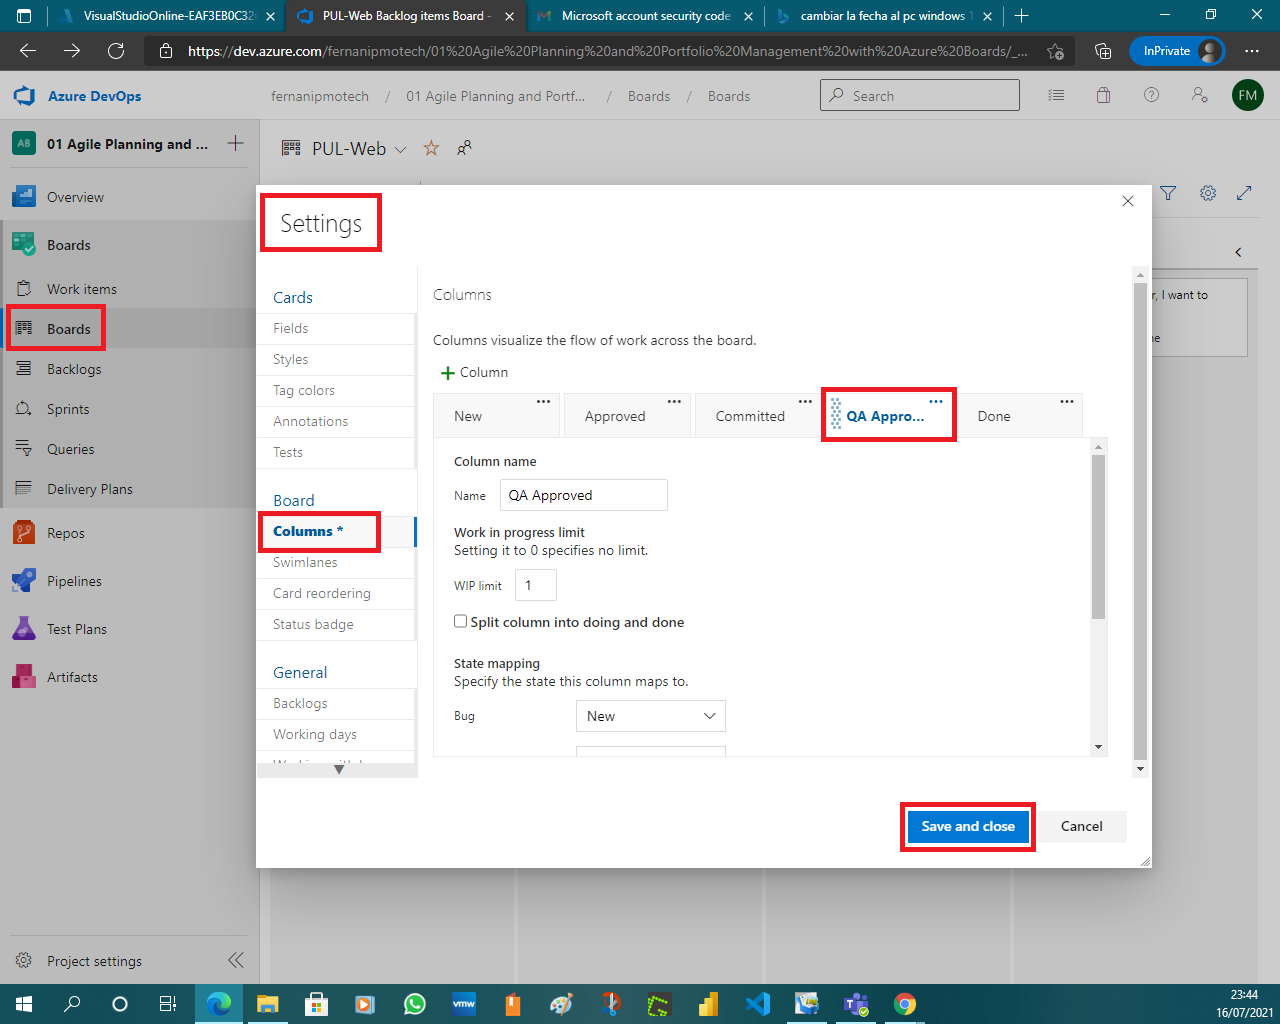 VisualStudioOnline-EAF3EB0C32
PUL-Web Backlog items Board -
Microsoft account security code
cambiar la fecha al pc windows 1
https://dev.azure.com/fernanipmotech/01%20Agile%20Planning%20and%20Portfolio%20Management%20with%20Azure%20Boards/_...
InPrivate
Azure DevOps
fernanipmotech / 01 Agile Planning and Portf... / Boards / Boards
Search
FM
AB
01 Agile Planning and ...
PUL-Web
Overview
Boards
Work items
Boards
Backlogs
Sprints
Queries
Delivery Plans
Repos
Pipelines
Test Plans
Artifacts
Project settings
r, I want to
ne
Settings
Cards
Fields
Styles
Tag colors
Annotations
Tests
Board
Columns *
Swimlanes
Card reordering
Status badge
General
Backlogs
Working days
Columns
Columns visualize the flow of work across the board.
Column
New
Approved
Committed
QA Appro...
Done
Column name
Name QA Approved
Work in progress limit
Setting it to 0 specifies no limit.
WIP limit 1
Split column into doing and done
State mapping
Specify the state this column maps to.
Bug New
Save and close
Cancel
vmw
23:44
16/07/2021